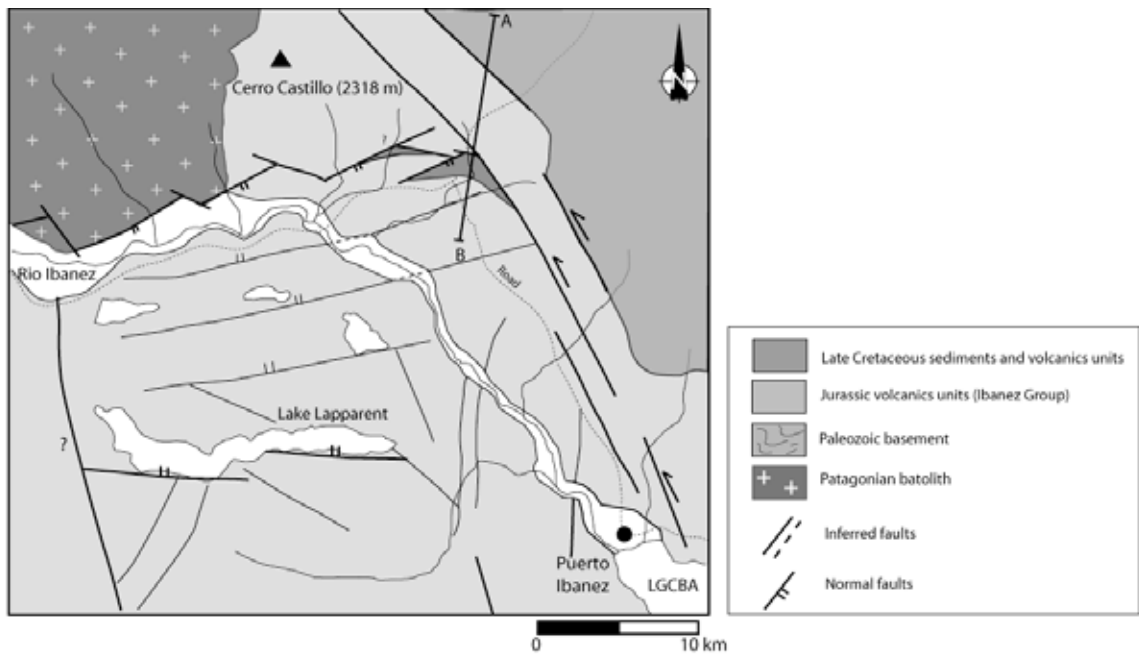 A
N
Cerro Castillo (2318 m)
?
B
Rio Ibanez
Road
Lake Lapparent
?
Puerto
Ibanez
LGCBA
0 10 km
Late Cretaceous sediments and volcanics units
Jurassic volcanics units (Ibanez Group)
Paleozoic basement
Patagonian batolith
Inferred faults
Normal faults